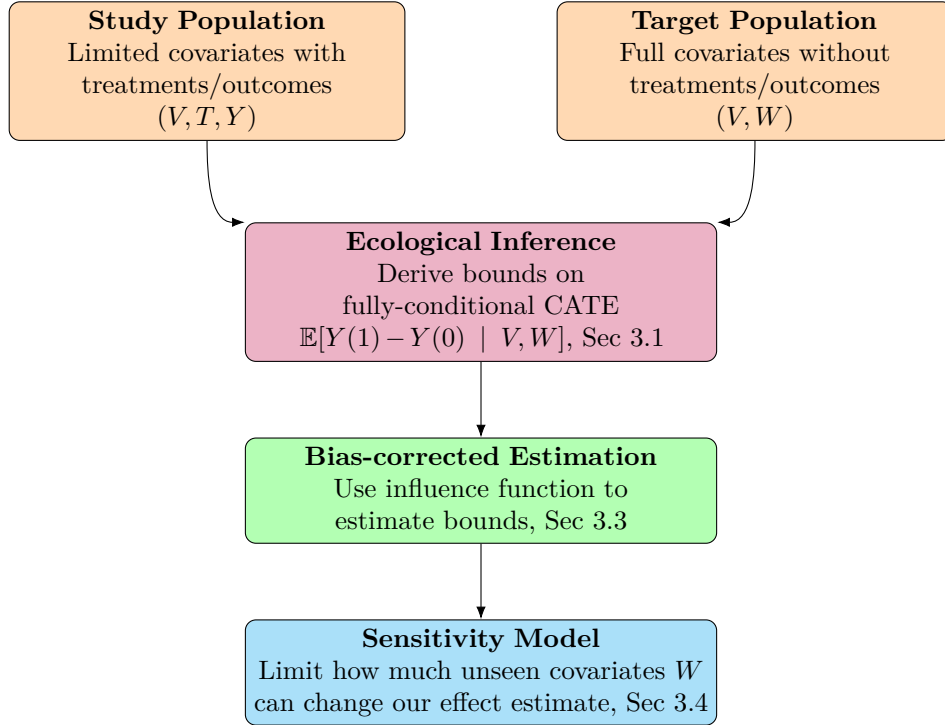 Study Population
Limited covariates with
treatments/outcomes
(V, T, Y)
Target Population
Full covariates without
treatments/outcomes
(V, W)
Ecological Inference
Derive bounds on
fully-conditional CATE
𝔼[Y(1) − Y(0) | V, W], Sec 3.1
Bias-corrected Estimation
Use influence function to
estimate bounds, Sec 3.3
Sensitivity Model
Limit how much unseen covariates W
can change our effect estimate, Sec 3.4